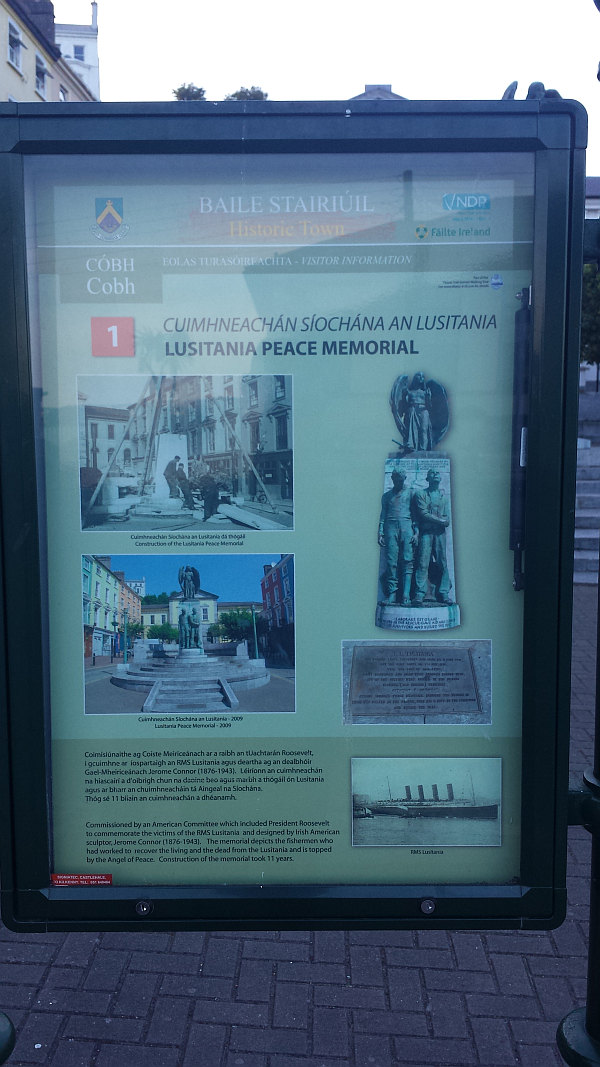 BAILE STAIRIÚIL
Historic Town
NDP
Fáilte Ireland
CÓBH
Cobh
EOLAS TURASÓIREACHTA - VISITOR INFORMATION
1
CUIMHNEACHÁN SÍOCHÁNA AN LUSITANIA
LUSITANIA PEACE MEMORIAL
Cuimhneachán Síochána an Lusitania dá thógáil
Construction of the Lusitania Peace Memorial
Cuimhneachán Síochána an Lusitania - 2009
Lusitania Peace Memorial - 2009
LABORARE EST ORARE
Coimisiúnaithe ag Coiste Meiriceánach ar a raibh an tUachtarán Roosevelt,
i gcuimhne ar íospartaigh an RMS Lusitania agus deartha ag an dealbhóir
Gael-Mheiriceánach Jerome Connor (1876-1943). Léiríonn an cuimhneachán
na hiascairí a d'oibrigh chun na daoine beo agus marbh a thógáil ón Lusitania
agus ar bharr an chuimhneacháin tá Aingeal na Síochána.
Thóg sé 11 bliain an cuimhneachán a dhéanamh.
Commissioned by an American Committee which included President Roosevelt
to commemorate the victims of the RMS Lusitania and designed by Irish American
sculptor, Jerome Connor (1876-1943). The memorial depicts the fishermen who
had worked to recover the living and the dead from the Lusitania and is topped
by the Angel of Peace. Construction of the memorial took 11 years.
RMS Lusitania